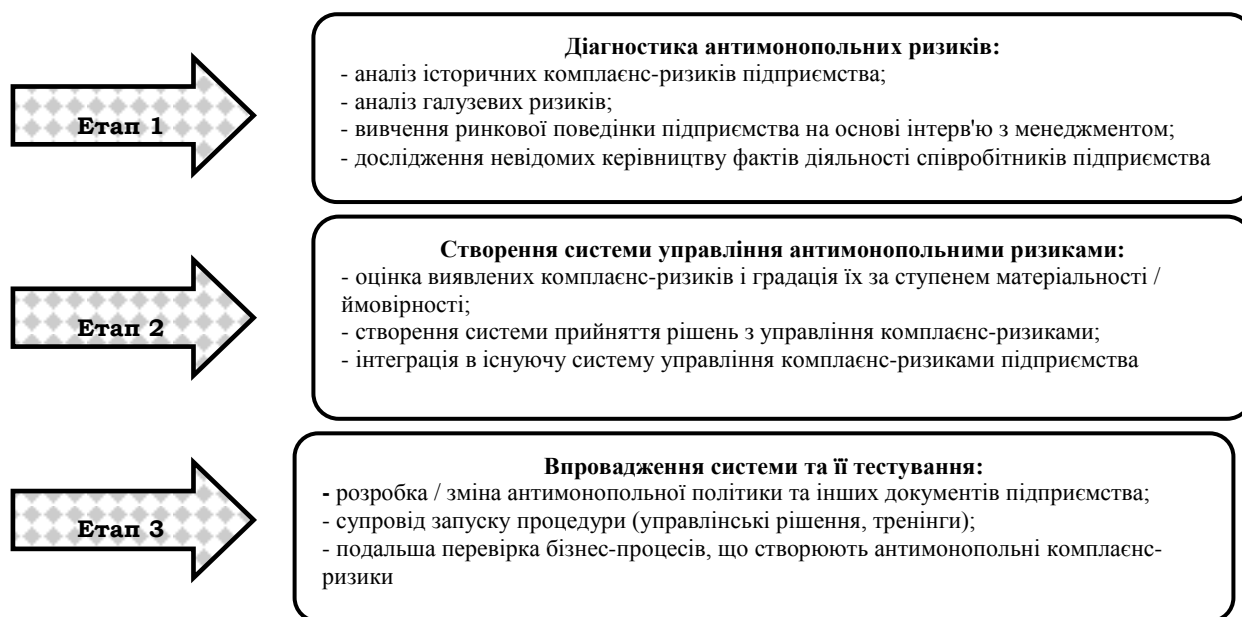 Етап 1
Діагностика антимонопольних ризиків:
- аналіз історичних комплаєнс-ризиків підприємства;
- аналіз галузевих ризиків;
- вивчення ринкової поведінки підприємства на основі інтерв'ю з менеджментом;
- дослідження невідомих керівництву фактів діяльності співробітників підприємства
Етап 2
Створення системи управління антимонопольними ризиками:
- оцінка виявлених комплаєнс-ризиків і градація їх за ступенем матеріальності /
ймовірності;
- створення системи прийняття рішень з управління комплаєнс-ризиками;
- інтеграція в існуючу систему управління комплаєнс-ризиками підприємства
Етап 3
Впровадження системи та її тестування:
- розробка / зміна антимонопольної політики та інших документів підприємства;
- супровід запуску процедури (управлінські рішення, тренінги);
- подальша перевірка бізнес-процесів, що створюють антимонопольні комплаєнс-
ризики